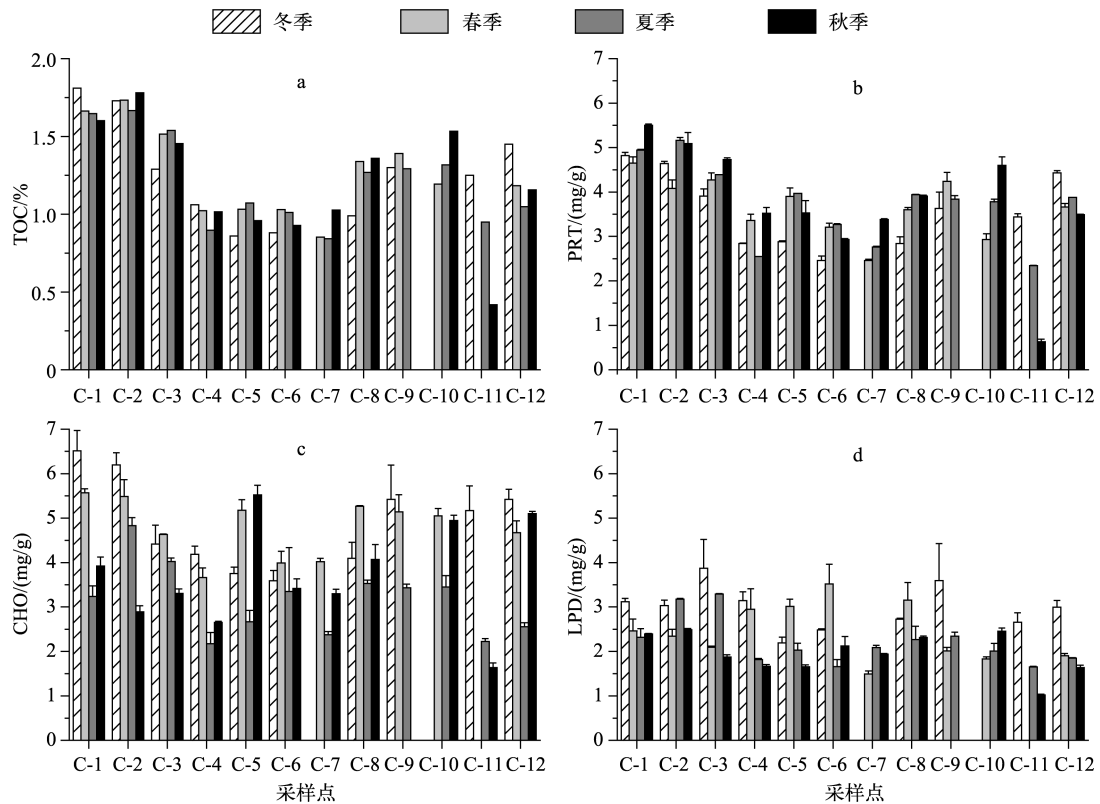 冬季 春季 夏季 秋季
a
TOC/%
2.0
1.5
1.0
0.5
0
C-1 C-2 C-3 C-4 C-5 C-6 C-7 C-8 C-9 C-10 C-11 C-12
b
PRT/(mg/g)
7
6
5
4
3
2
1
0
C-1 C-2 C-3 C-4 C-5 C-6 C-7 C-8 C-9 C-10 C-11 C-12
c
CHO/(mg/g)
7
6
5
4
3
2
1
0
C-1 C-2 C-3 C-4 C-5 C-6 C-7 C-8 C-9 C-10 C-11 C-12
采样点
d
LPD/(mg/g)
7
6
5
4
3
2
1
0
C-1 C-2 C-3 C-4 C-5 C-6 C-7 C-8 C-9 C-10 C-11 C-12
采样点